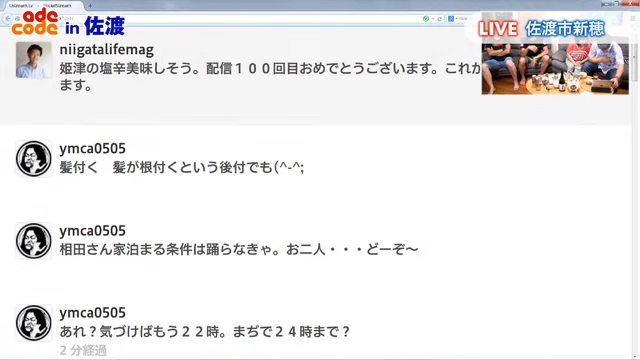 adecode in 佐渡
LIVE 佐渡市新穂
niigatalifemag
姫津の塩辛美味しそう。配信１００回目おめでとうございます。これか
ます。
ymca0505
髪付く　髪が根付くという後付でも(^-^;
ymca0505
相田さん家泊まる条件は踊らなきゃ。お二人・・・どーぞ～
ymca0505
あれ？気づけばもう２２時。まぢで２４時まで？
2 分経過